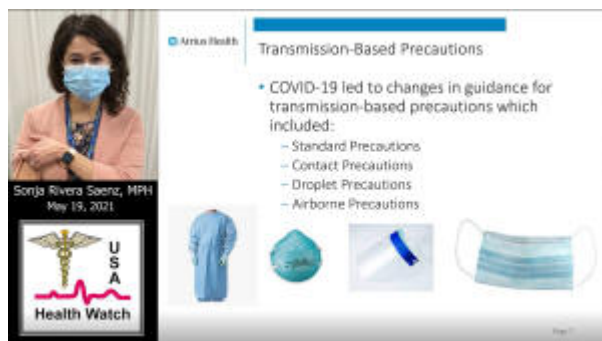 Atrius Health
Transmission-Based Precautions
• COVID-19 led to changes in guidance for
transmission-based precautions which
included:
– Standard Precautions
– Contact Precautions
– Droplet Precautions
– Airborne Precautions
Sonja Rivera Saenz, MPH
May 19, 2021
USA
Health Watch